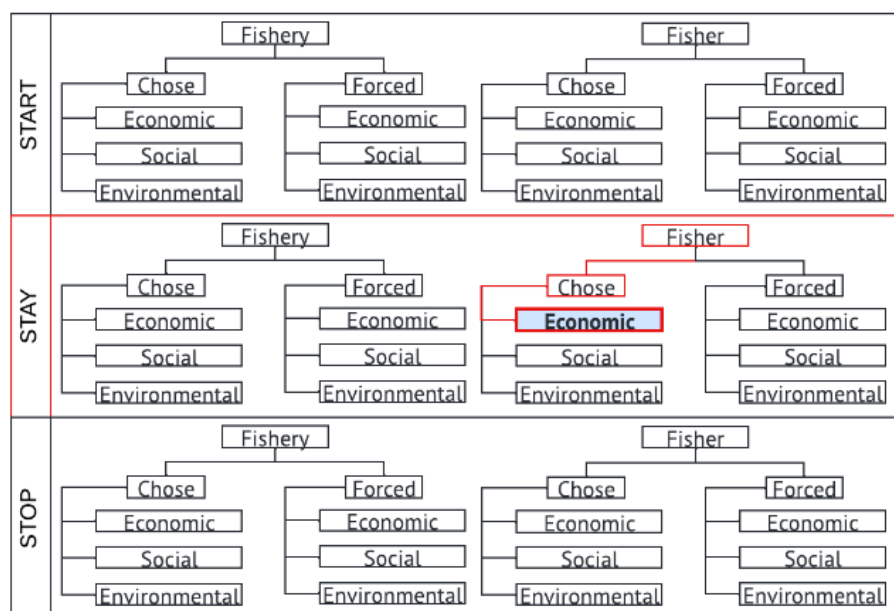 START
Fishery Fisher
Chose Forced Chose Forced
Economic Economic Economic Economic
Social Social Social Social
Environmental Environmental Environmental Environmental
STAY
Fishery Fisher
Chose Forced Chose Forced
Economic Economic Economic Economic
Social Social Social Social
Environmental Environmental Environmental Environmental
STOP
Fishery Fisher
Chose Forced Chose Forced
Economic Economic Economic Economic
Social Social Social Social
Environmental Environmental Environmental Environmental